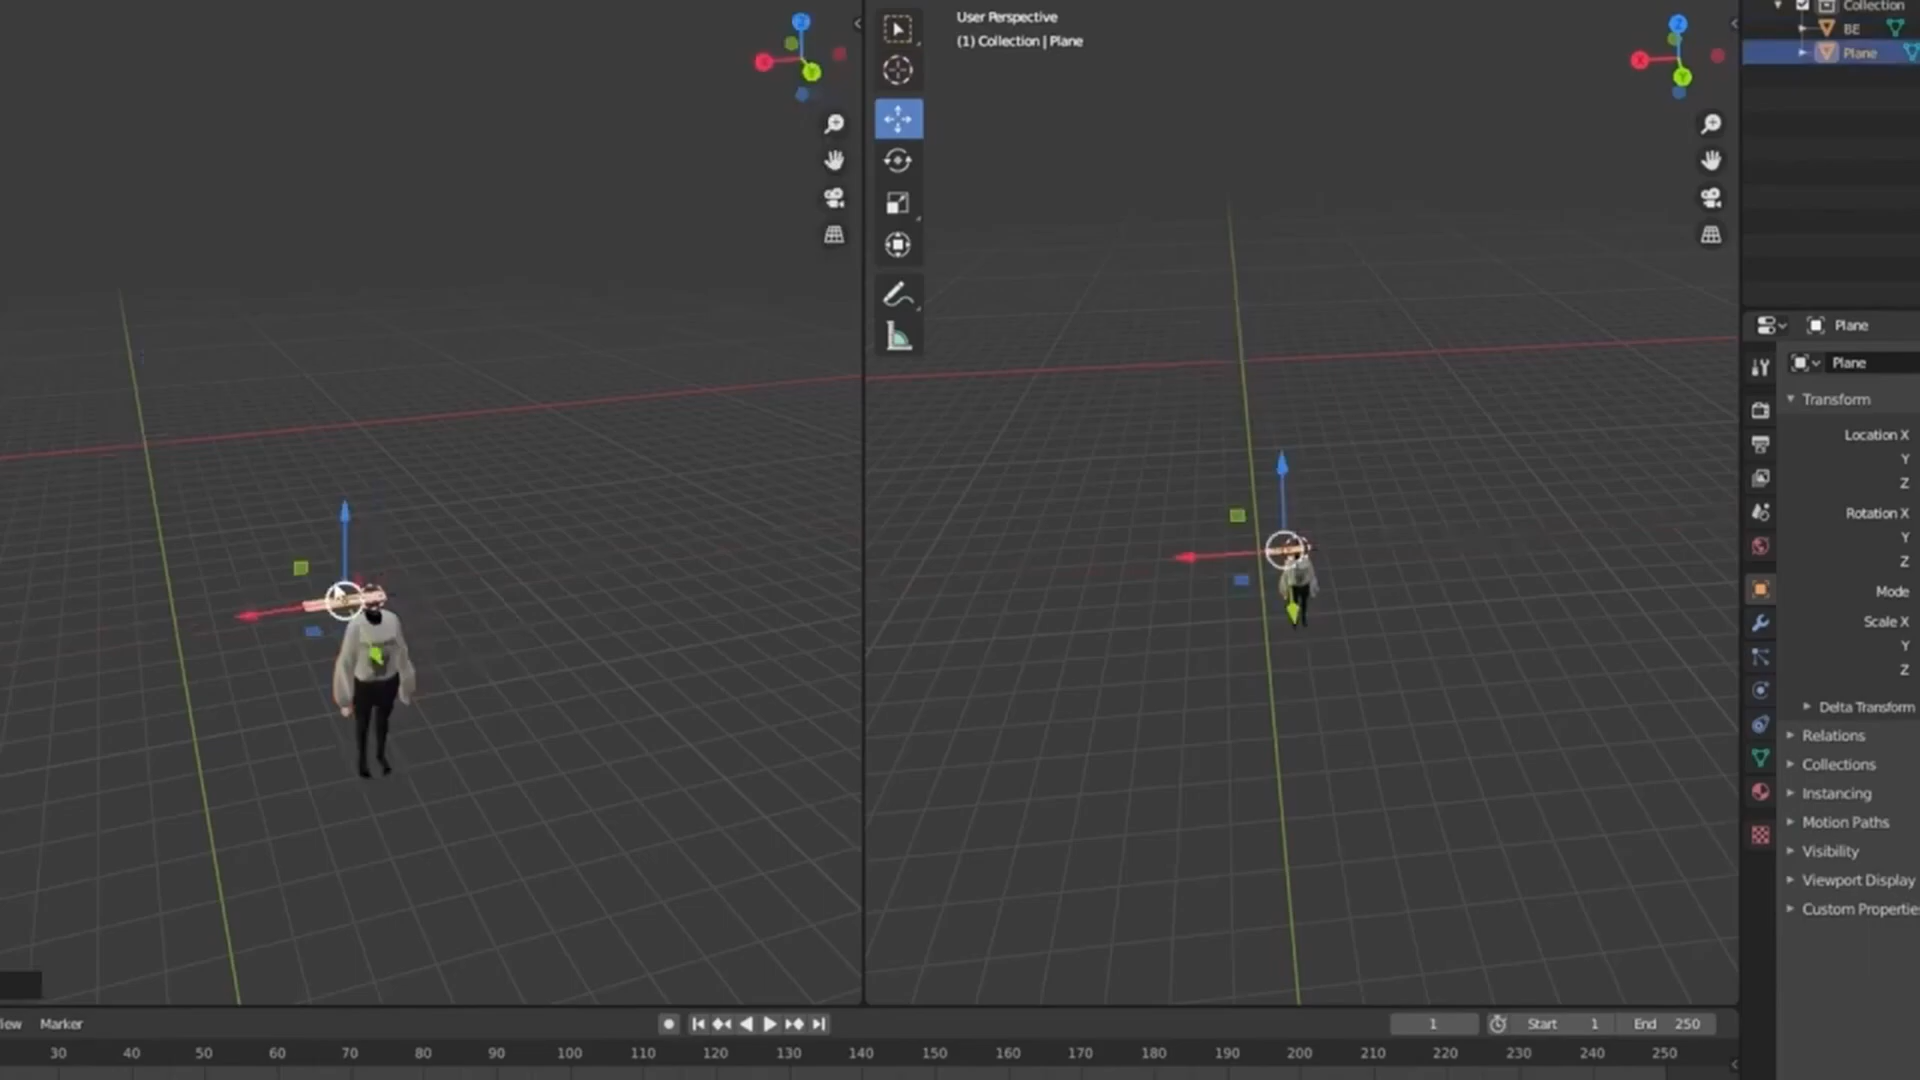 User Perspective
(1) Collection | Plane
Z
X
Y
Z
X
Y
Collection
BE
Plane
Plane
Plane
Transform
Location X
Y
Z
Rotation X
Y
Z
Mode
Scale X
Y
Z
Delta Transform
Relations
Collections
Instancing
Motion Paths
Visibility
Viewport Display
Custom Propertie
iew Marker
1 Start 1 End 250
30 40 50 60 70 80 90 100 110 120 130 140 150 160 170 180 190 200 210 220 230 240 250